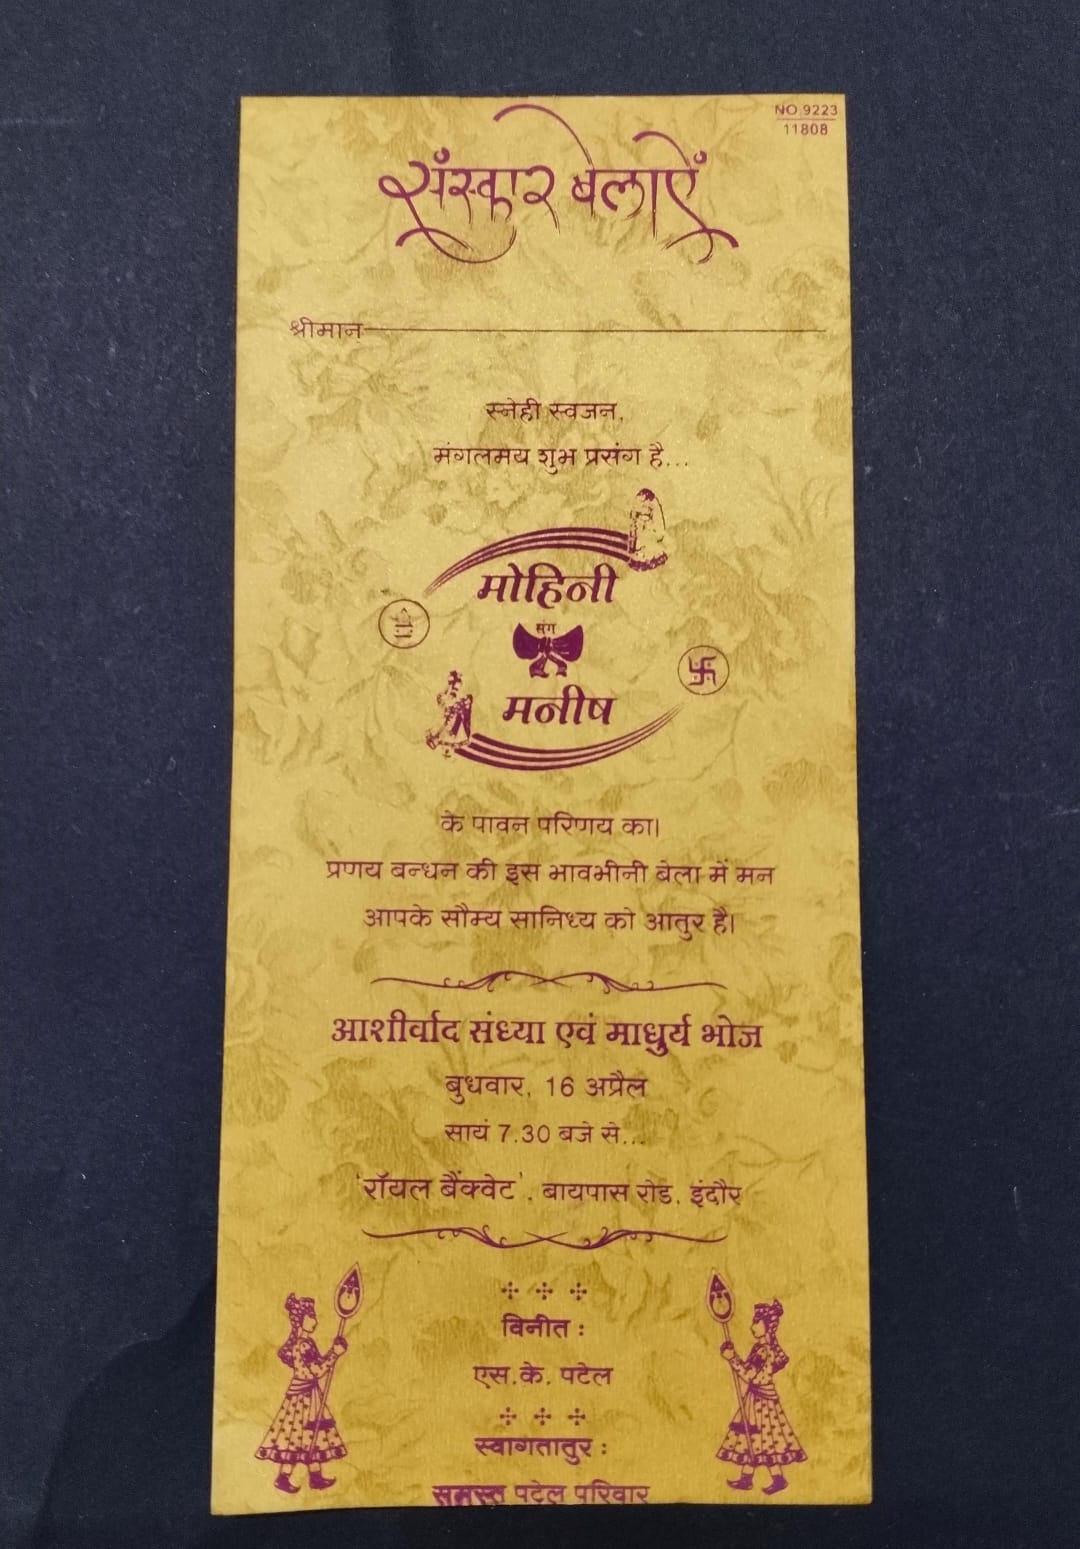 NO.9223
11808
संस्कार बेलाएँ
श्रीमान
स्नेही स्वजन,
मंगलमय शुभ प्रसंग है...
मोहिनी
संग
मनीष
के पावन परिणय का।
प्रणय बन्धन की इस भावभीनी बेला में मन
आपके सौम्य सानिध्य को आतुर है।
आशीर्वाद संध्या एवं माधुर्य भोज
बुधवार, 16 अप्रैल
सायं 7.30 बजे से...
'रॉयल बैंक्वेट', बायपास रोड, इंदौर
विनीत :
एस.के. पटेल
स्वागतातुर :
समस्त पटेल परिवार